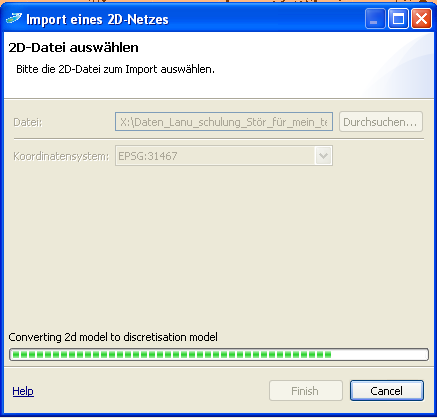 Import eines 2D-Netzes
2D-Datei auswählen
Bitte die 2D-Datei zum Import auswählen.
Datei: X:\Daten_Lanu_schulung_Stör_für_mein_te Durchsuchen...
Koordinatensystem: EPSG:31467
Converting 2d model to discretisation model
Help Finish Cancel